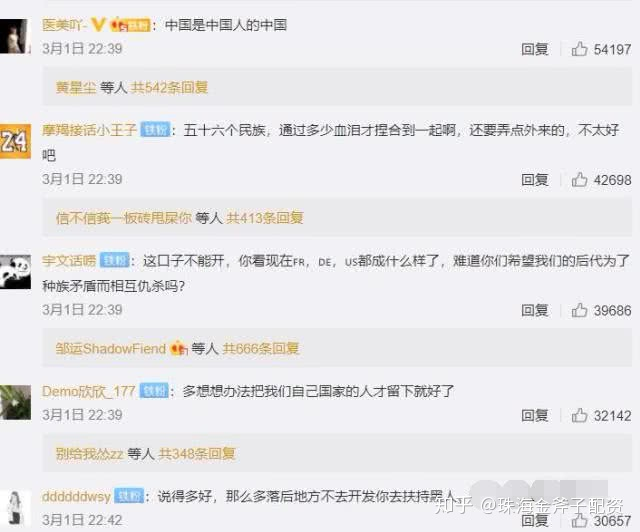 医美吖- 铁粉：中国是中国人的中国
3月1日 22:39 回复 54197
黄星尘 等人 共542条回复
摩羯接话小王子 铁粉：五十六个民族，通过多少血泪才捏合到一起啊，还要弄点外来的，不太好
吧
3月1日 22:39 回复 42698
信不信莪一板砖甩屎你 等人 共413条回复
宇文话唠 铁粉：这口子不能开，你看现在FR，DE，US都成什么样了，难道你们希望我们的后代为了
种族矛盾而相互仇杀吗？
3月1日 22:39 回复 39686
邹运ShadowFiend 等人 共666条回复
Demo欣欣_177 铁粉：多想想办法把我们自己国家的人才留下就好了
3月1日 22:39 回复 32142
别给我怂zz 等人 共348条回复
ddddddwsy 铁粉：说得多好，那么多落后地方不去开发你去扶持恩人
3月1日 22:42 回复 30657
知乎 @珠海金斧子配资